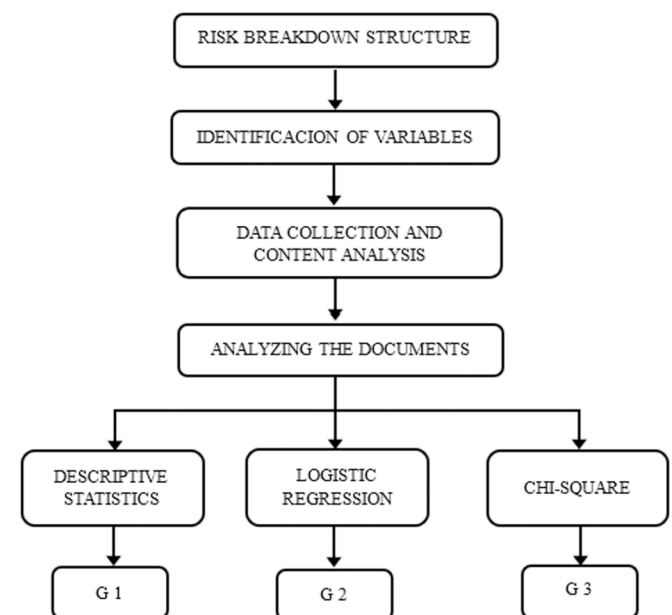 RISK BREAKDOWN STRUCTURE
IDENTIFICACION OF VARIABLES
DATA COLLECTION AND
CONTENT ANALYSIS
ANALYZING THE DOCUMENTS
DESCRIPTIVE
STATISTICS
LOGISTIC
REGRESSION
CHI-SQUARE
G 1
G 2
G 3